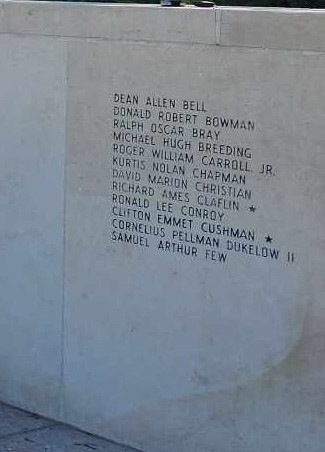 DEAN ALLEN BELL
DONALD ROBERT BOWMAN
RALPH OSCAR BRAY
MICHAEL HUGH BREEDING
ROGER WILLIAM CARROLL, JR.
KURTIS NOLAN CHAPMAN
DAVID MARION CHRISTIAN
RICHARD AMES CLAFLIN ★
RONALD LEE CONROY
CLIFTON EMMET CUSHMAN ★
CORNELIUS PELLMAN DUKELOW II
SAMUEL ARTHUR FEW